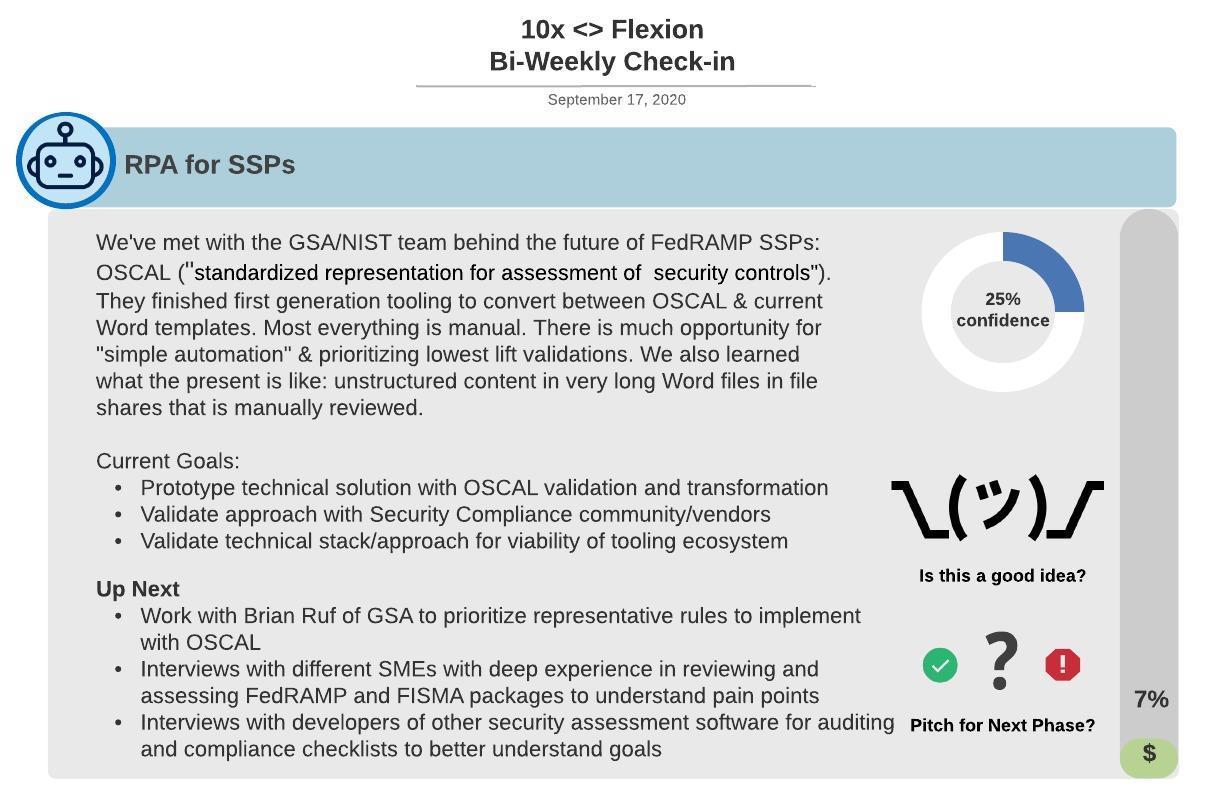 10x <> Flexion
Bi-Weekly Check-in
September 17, 2020
RPA for SSPs
We've met with the GSA/NIST team behind the future of FedRAMP SSPs:
OSCAL ("standardized representation for assessment of  security controls").
They finished first generation tooling to convert between OSCAL & current
Word templates. Most everything is manual. There is much opportunity for
"simple automation" & prioritizing lowest lift validations. We also learned
what the present is like: unstructured content in very long Word files in file
shares that is manually reviewed.
25%
confidence
Current Goals:
• Prototype technical solution with OSCAL validation and transformation
• Validate approach with Security Compliance community/vendors
• Validate technical stack/approach for viability of tooling ecosystem
¯\_(ツ)_/¯
Is this a good idea?
Up Next
• Work with Brian Ruf of GSA to prioritize representative rules to implement
with OSCAL
• Interviews with different SMEs with deep experience in reviewing and
assessing FedRAMP and FISMA packages to understand pain points
• Interviews with developers of other security assessment software for auditing
and compliance checklists to better understand goals
?
!
Pitch for Next Phase?
7%
$